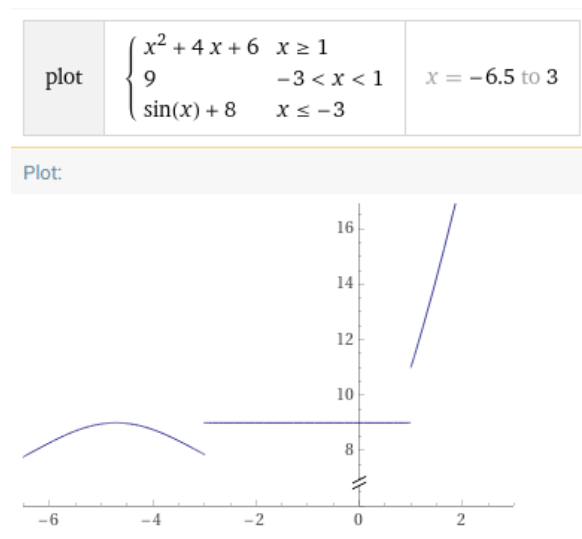 plot { x² + 4 x + 6   x ≥ 1
9   −3 < x < 1
sin(x) + 8   x ≤ −3
x = −6.5 to 3
Plot:
16
14
12
10
8
−6 −4 −2 0 2